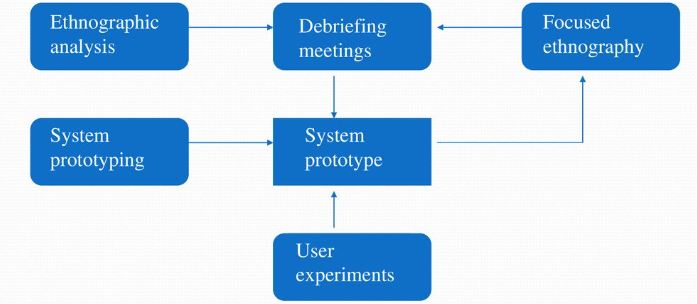 Ethnographic
analysis
Debriefing
meetings
Focused
ethnography
System
prototyping
System
prototype
User
experiments